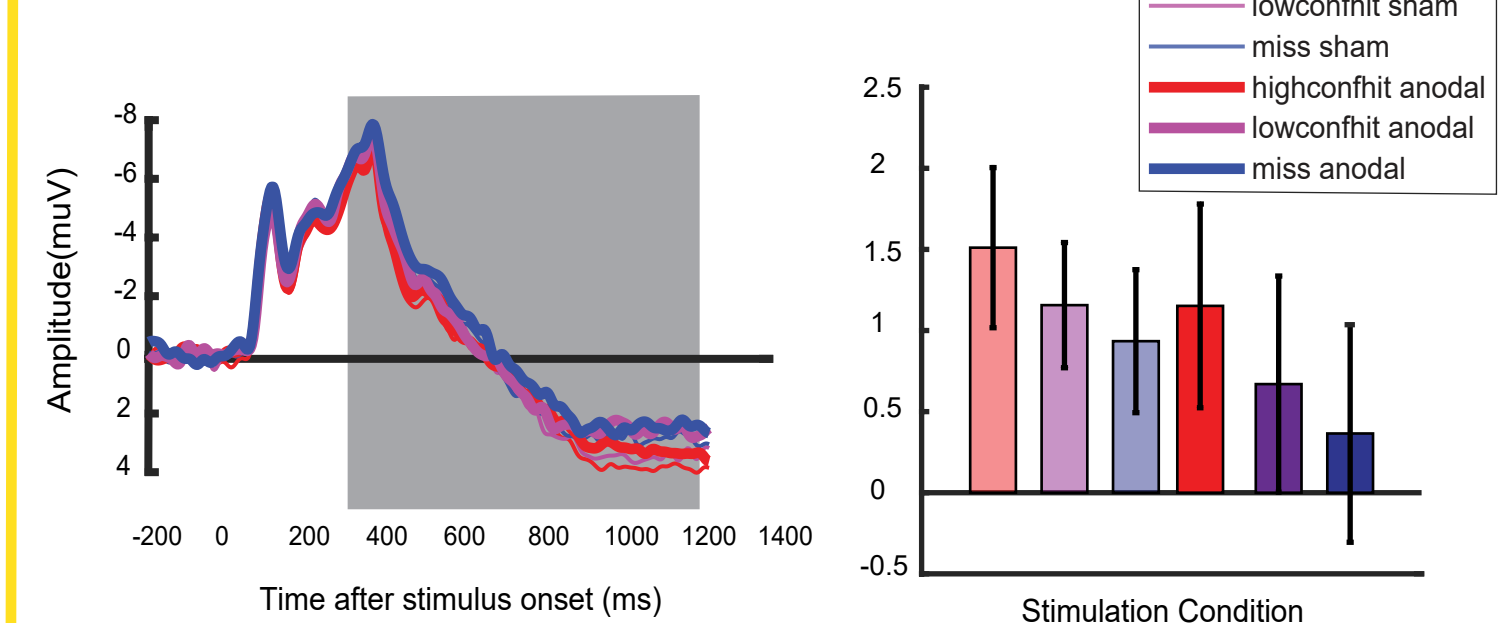 lowconfhit sham
miss sham
highconfhit anodal
lowconfhit anodal
miss anodal
-8
-6
-4
-2
0
2
4
Amplitude(muV)
-200 0 200 400 600 800 1000 1200 1400
Time after stimulus onset (ms)
2.5
2
1.5
1
0.5
0
-0.5
Stimulation Condition